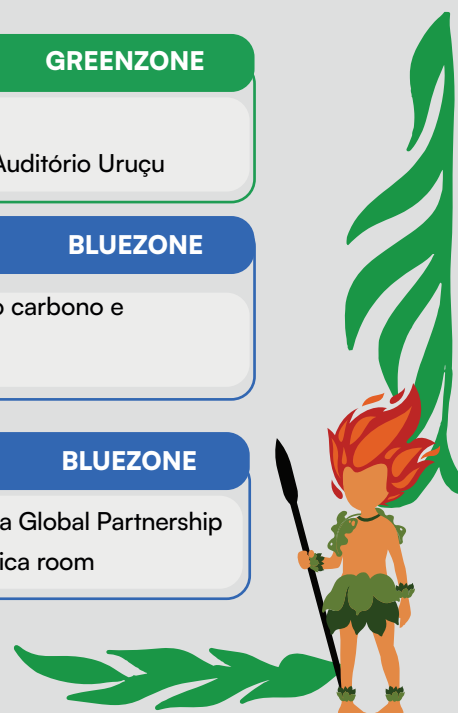 GREENZONE
Auditório Uruçu
BLUEZONE
o carbono e
BLUEZONE
a Global Partnership
ica room